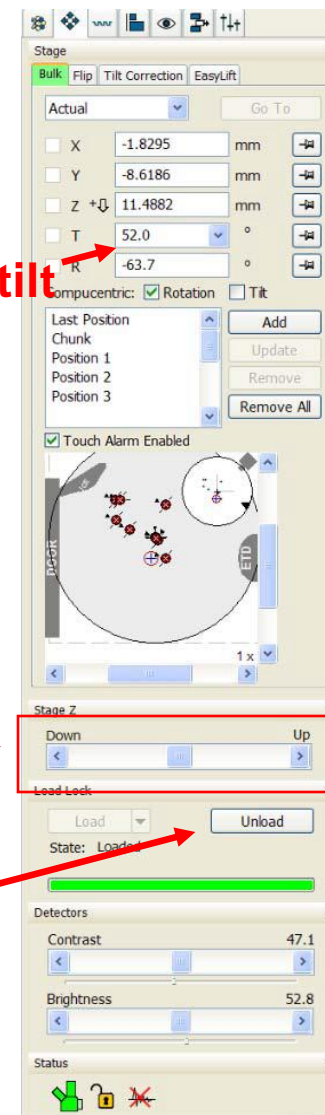 Stage
Bulk Flip Tilt Correction EasyLift
Actual Go To
X -1.8295 mm
Y -8.6186 mm
Z 11.4882 mm
T 52.0 °
tilt
R -63.7 °
Compucentric: Rotation Tilt
Last Position
Chunk
Position 1
Position 2
Position 3
Add
Update
Remove
Remove All
Touch Alarm Enabled
DOOR
ETD
1 x
Stage Z
Down Up
Load Lock
Load Unload
State: Loaded
Detectors
Contrast 47.1
Brightness 52.8
Status